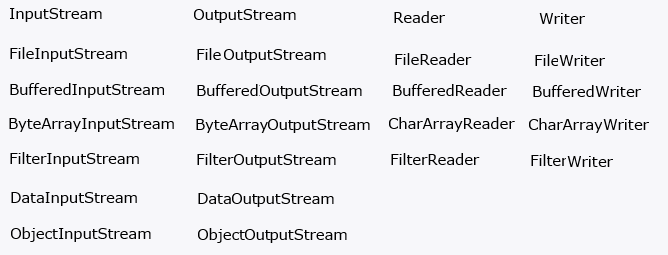 InputStream OutputStream Reader Writer
FileInputStream FileOutputStream FileReader FileWriter
BufferedInputStream BufferedOutputStream BufferedReader BufferedWriter
ByteArrayInputStream ByteArrayOutputStream CharArrayReader CharArrayWriter
FilterInputStream FilterOutputStream FilterReader FilterWriter
DataInputStream DataOutputStream
ObjectInputStream ObjectOutputStream